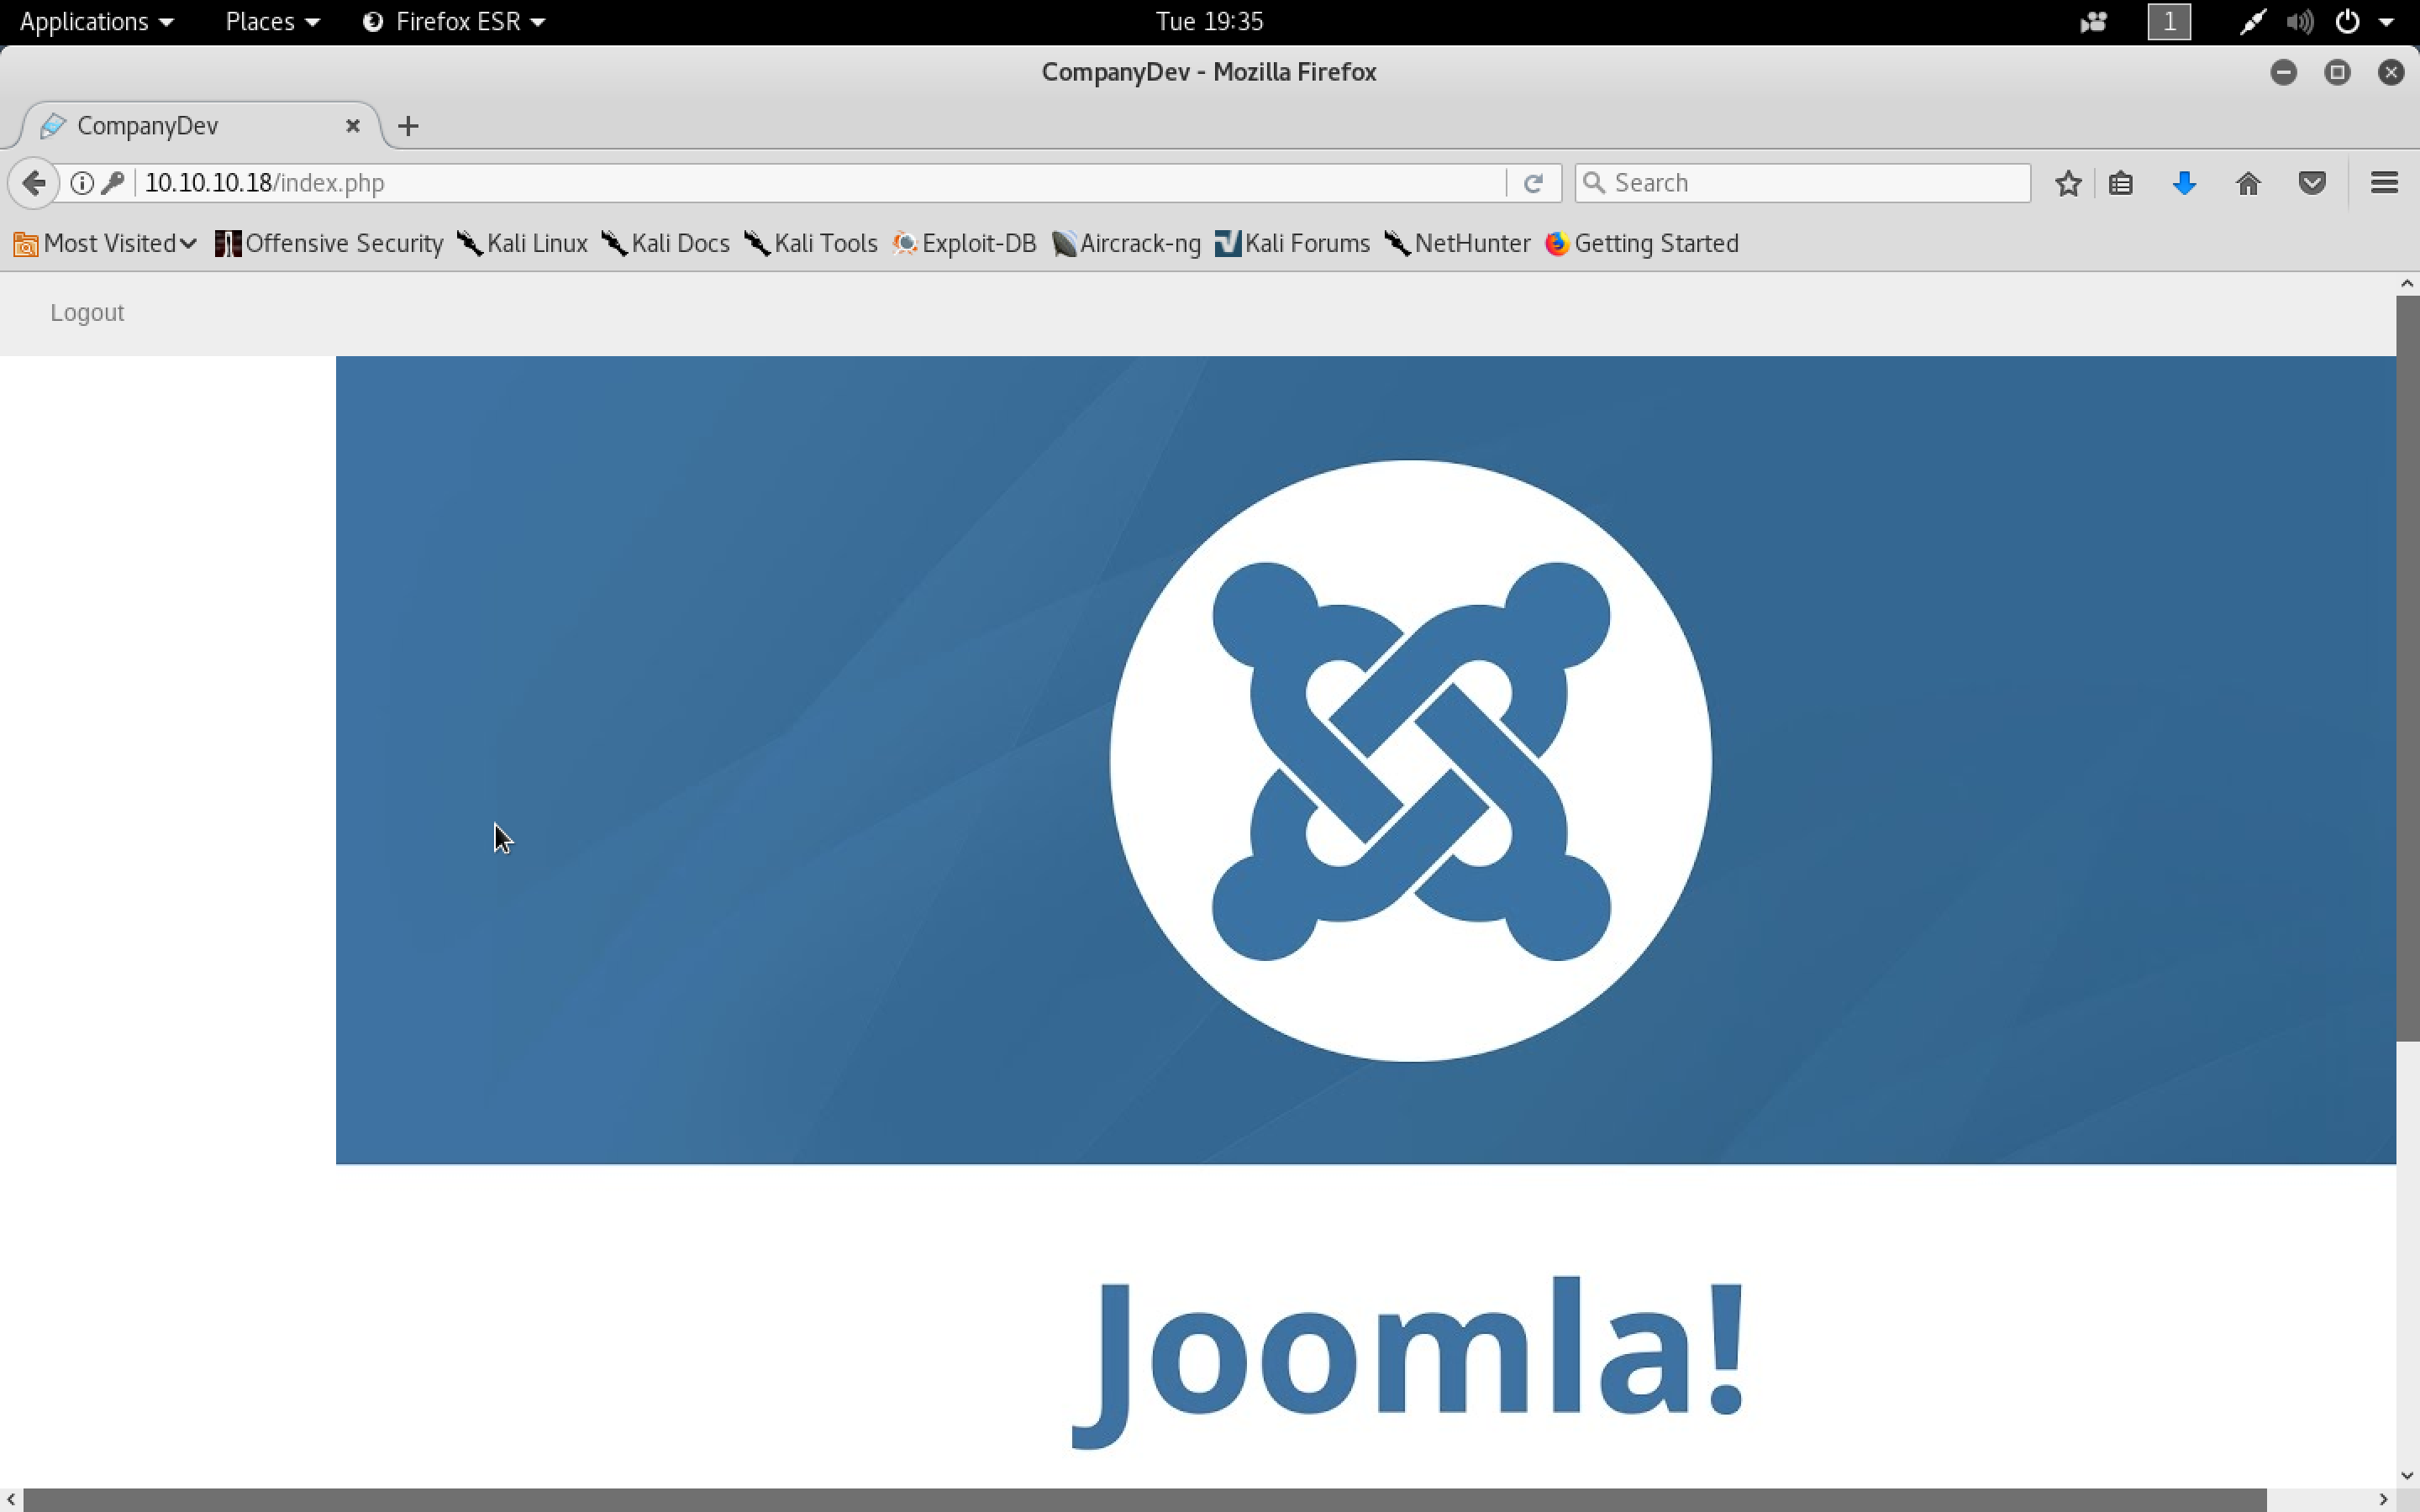 Applications Places Firefox ESR Tue 19:35 1
CompanyDev - Mozilla Firefox
CompanyDev
10.10.10.18/index.php Search
Most Visited Offensive Security Kali Linux Kali Docs Kali Tools Exploit-DB Aircrack-ng Kali Forums NetHunter Getting Started
Logout
Joomla!